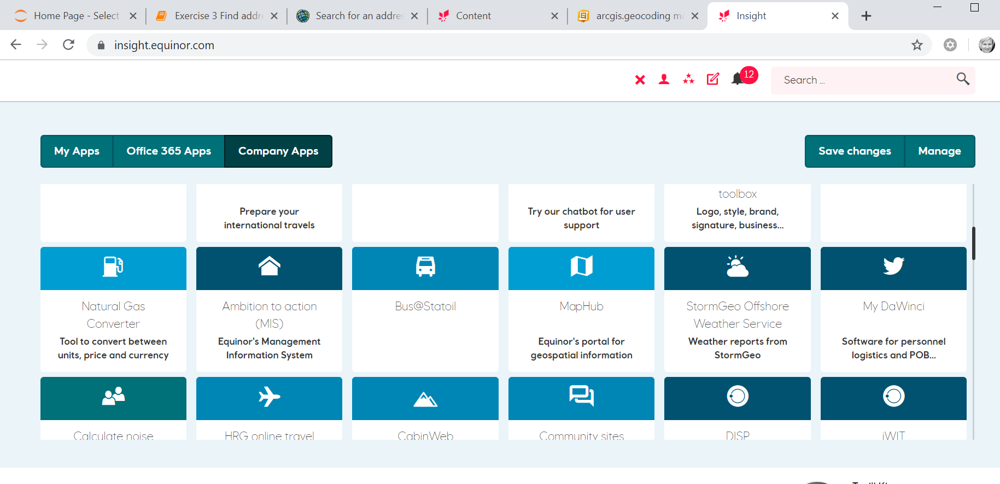 Home Page - Select
Exercise 3 Find addr
Search for an addres
Content
arcgis.geocoding mo
Insight
insight.equinor.com
12
Search ...
My Apps
Office 365 Apps
Company Apps
Save changes
Manage
Prepare your
international travels
Try our chatbot for user
support
toolbox
Logo, style, brand,
signature, business...
Natural Gas
Converter
Tool to convert between
units, price and currency
Ambition to action
(MIS)
Equinor's Management
Information System
Bus@Statoil
MapHub
Equinor's portal for
geospatial information
StormGeo Offshore
Weather Service
Weather reports from
StormGeo
My DaWinci
Software for personnel
logistics and POB...
Calculate noise
HRG online travel
CabinWeb
Community sites
DISP
iWIT